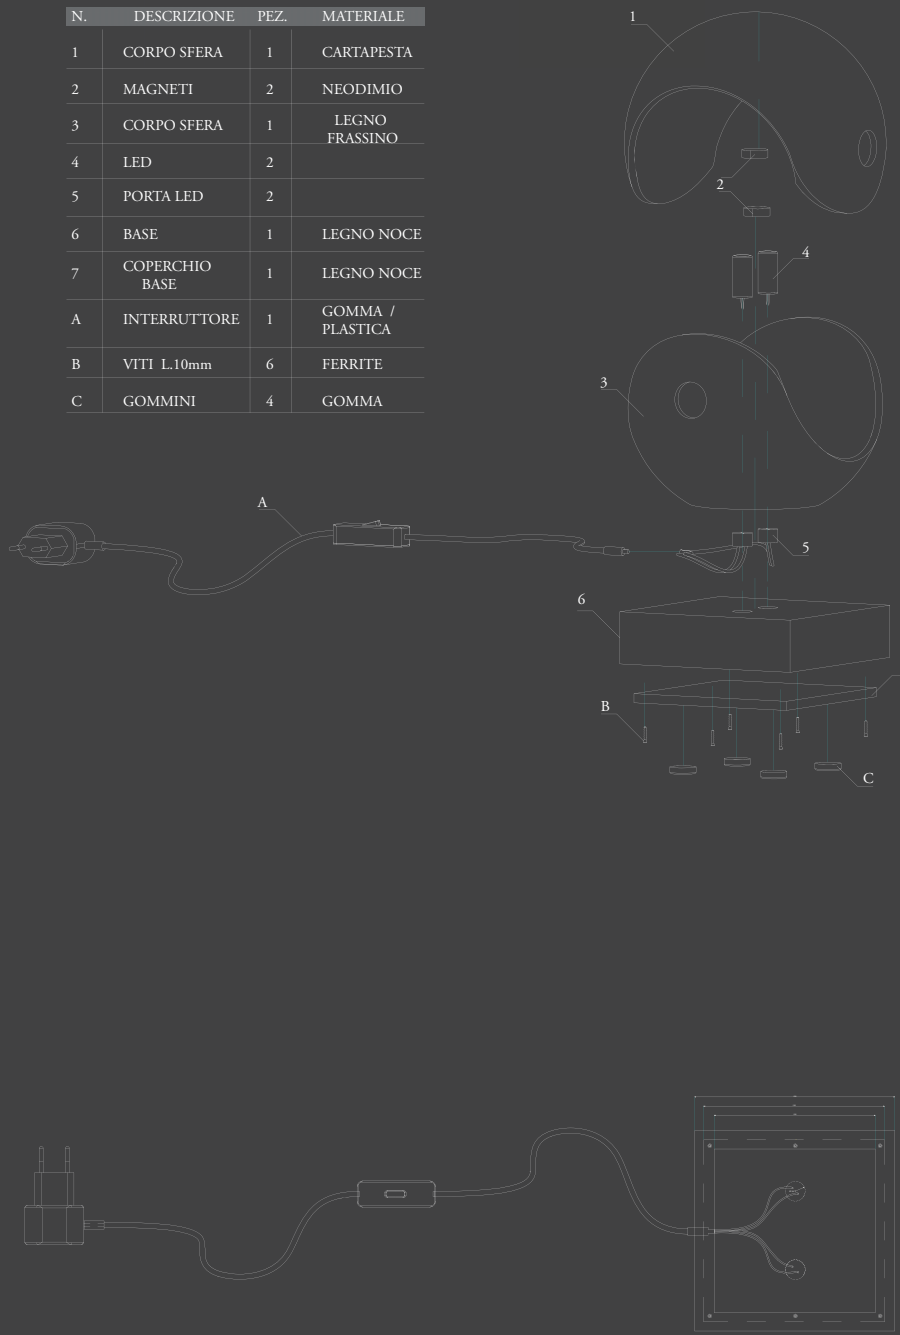 N. DESCRIZIONE PEZ. MATERIALE
1 CORPO SFERA 1 CARTAPESTA
2 MAGNETI 2 NEODIMIO
3 CORPO SFERA 1 LEGNO
FRASSINO
4 LED 2
5 PORTA LED 2
6 BASE 1 LEGNO NOCE
7 COPERCHIO 1 LEGNO NOCE
BASE
A INTERRUTTORE 1 GOMMA /
PLASTICA
B VITI L.10mm 6 FERRITE
C GOMMINI 4 GOMMA
1
2
4
3
A
5
6
B
C